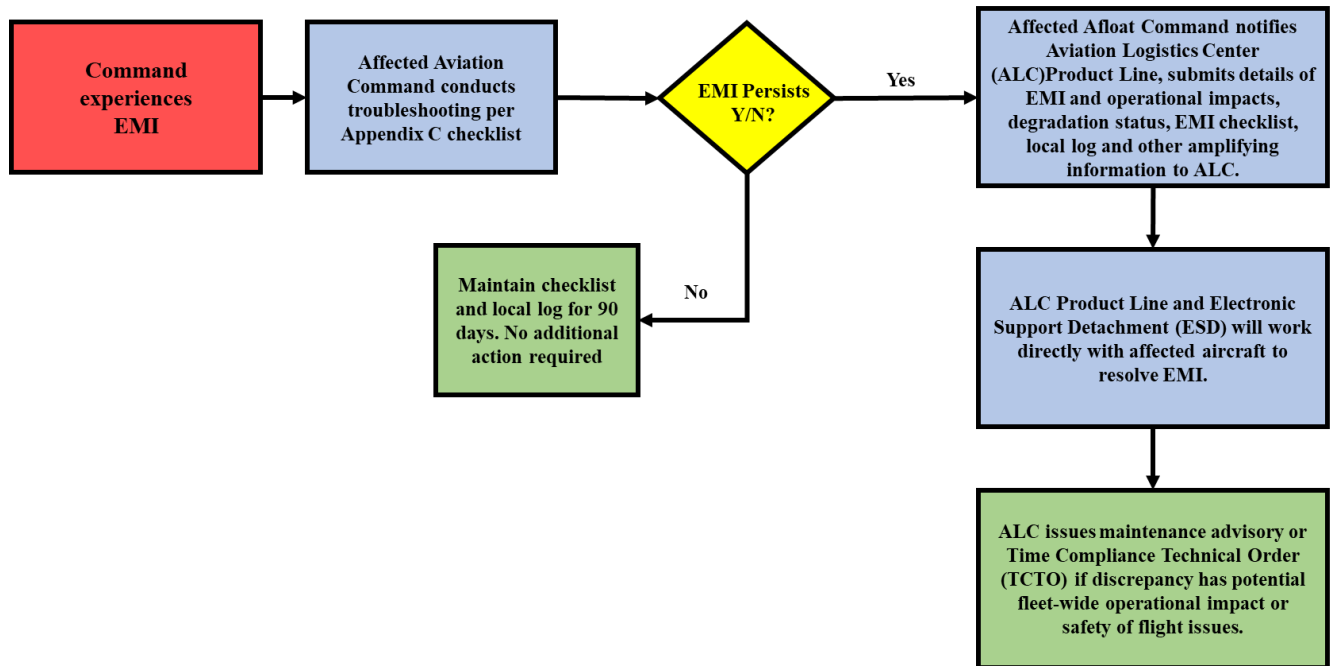 Command
experiences
EMI
Affected Aviation
Command conducts
troubleshooting per
Appendix C checklist
EMI Persists
Y/N?
Yes
Affected Afloat Command notifies
Aviation Logistics Center
(ALC)Product Line, submits details of
EMI and operational impacts,
degradation status, EMI checklist,
local log and other amplifying
information to ALC.
No
Maintain checklist
and local log for 90
days. No additional
action required
ALC Product Line and Electronic
Support Detachment (ESD) will work
directly with affected aircraft to
resolve EMI.
ALC issues maintenance advisory or
Time Compliance Technical Order
(TCTO) if discrepancy has potential
fleet-wide operational impact or
safety of flight issues.